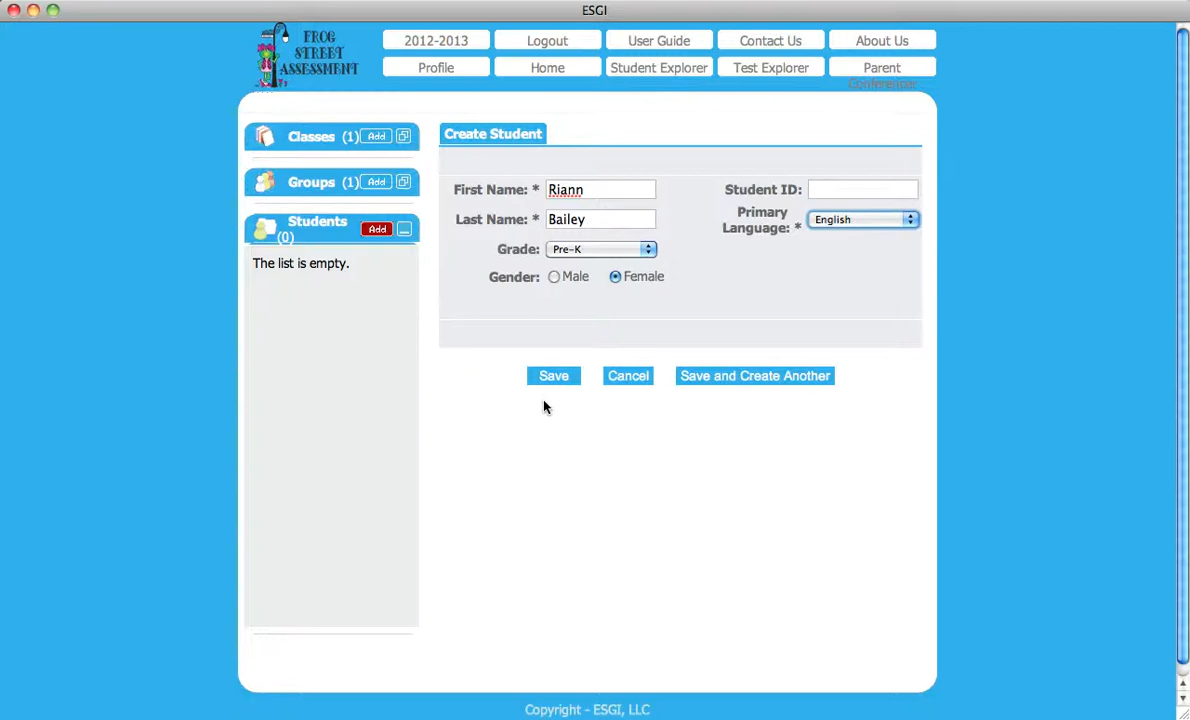 ESGI
FROG
STREET
ASSESSMENT
2012-2013
Logout
User Guide
Contact Us
About Us
Profile
Home
Student Explorer
Test Explorer
Parent
Conferencer
Classes (1)
Add
Groups (1)
Add
Students
(0)
Add
The list is empty.
Create Student
First Name: * Riann
Last Name: * Bailey
Grade: Pre-K
Gender: Male Female
Student ID:
Primary
Language: * English
Save
Cancel
Save and Create Another
Copyright - ESGI, LLC